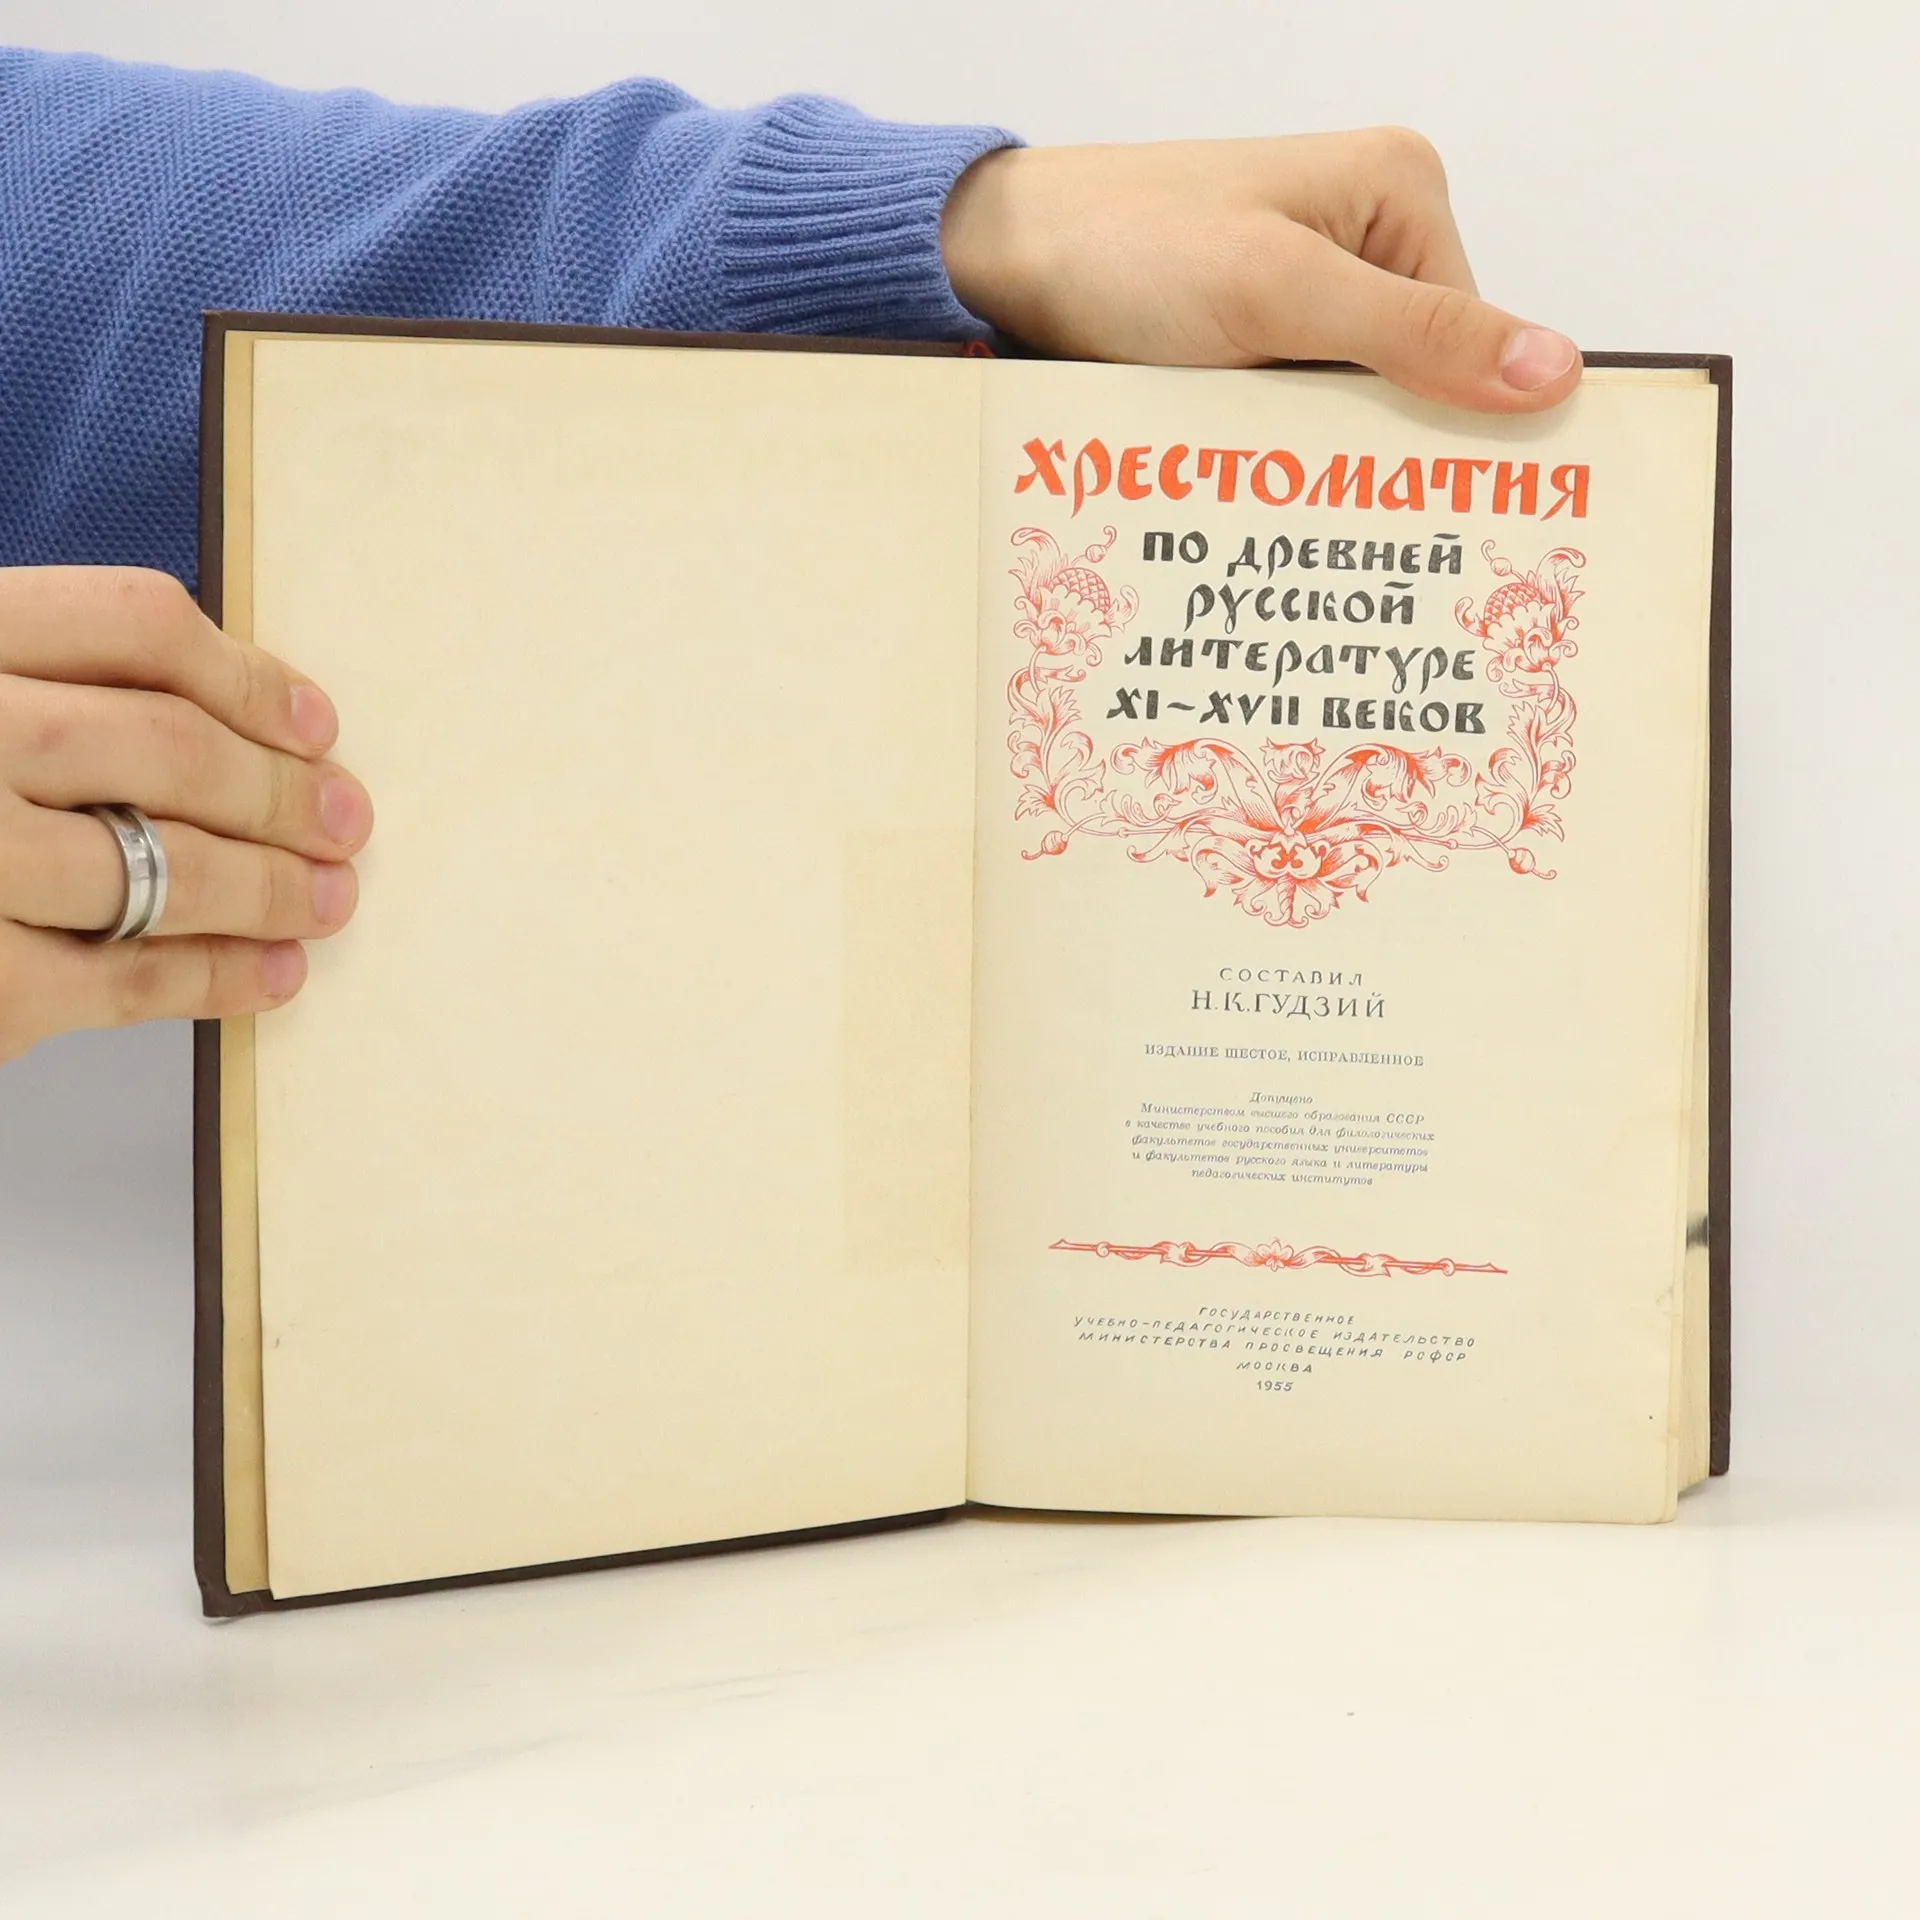 ХРЕСТОМАТИЯ
ПО ДРЕВНЕЙ
РУССКОЙ
ЛИТЕРАТУРЕ
XI–XVII ВЕКОВ
СОСТАВИЛ
Н. К. ГУДЗИЙ
ИЗДАНИЕ ШЕСТОЕ, ИСПРАВЛЕННОЕ
Допущено
Министерством высшего образования СССР
в качестве учебного пособия для филологических
факультетов государственных университетов
и факультетов русского языка и литературы
педагогических институтов
ГОСУДАРСТВЕННОЕ
УЧЕБНО-ПЕДАГОГИЧЕСКОЕ ИЗДАТЕЛЬСТВО
МИНИСТЕРСТВА ПРОСВЕЩЕНИЯ РСФСР
МОСКВА
1955